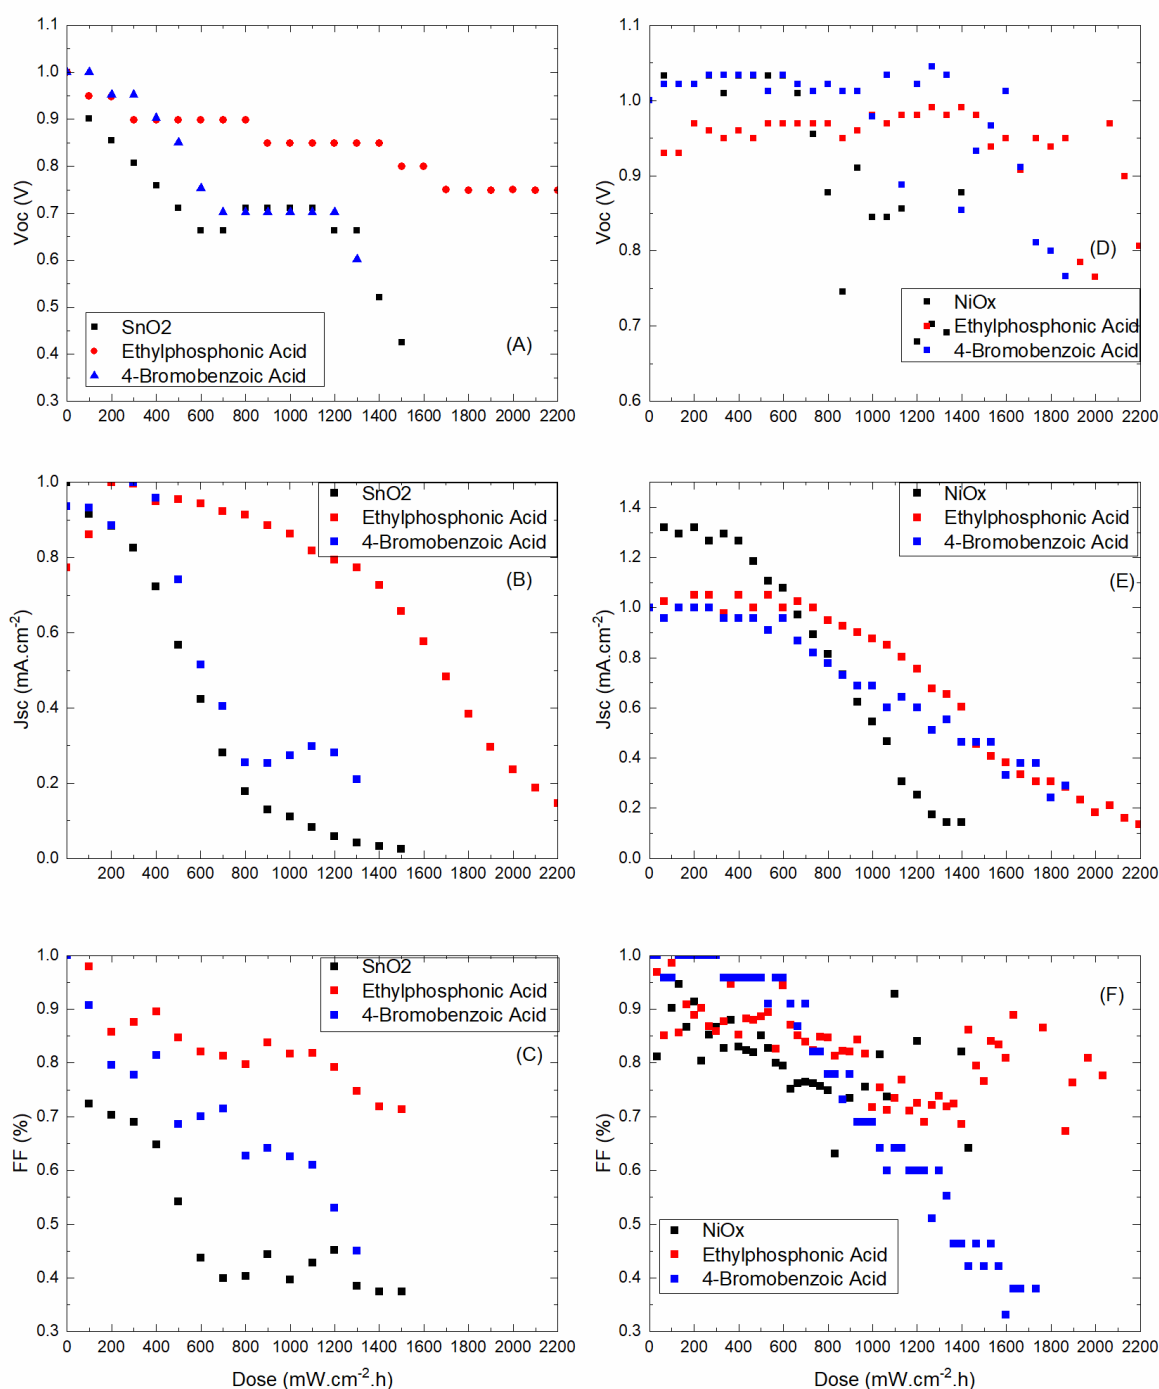 1.1
1.0
0.9
0.8
0.7
0.6
0.5
0.4
0.3
Voc (V)
SnO2
Ethylphosphonic Acid
4-Bromobenzoic Acid
(A)
0 200 400 600 800 1000 1200 1400 1600 1800 2000 2200
1.1
1.0
0.9
0.8
0.7
0.6
Voc (V)
(D)
NiOx
Ethylphosphonic Acid
4-Bromobenzoic Acid
0 200 400 600 800 1000 1200 1400 1600 1800 2000 2200
1.0
0.8
0.6
0.4
0.2
0.0
Jsc (mA.cm-2)
SnO2
Ethylphosphonic Acid
4-Bromobenzoic Acid
(B)
0 200 400 600 800 1000 1200 1400 1600 1800 2000 2200
1.4
1.2
1.0
0.8
0.6
0.4
0.2
0.0
Jsc (mA.cm-2)
NiOx
Ethylphosphonic Acid
4-Bromobenzoic Acid
(E)
0 200 400 600 800 1000 1200 1400 1600 1800 2000 2200
1.0
0.9
0.8
0.7
0.6
0.5
0.4
0.3
FF (%)
SnO2
Ethylphosphonic Acid
4-Bromobenzoic Acid
(C)
0 200 400 600 800 1000 1200 1400 1600 1800 2000 2200
Dose (mW.cm-2.h)
1.0
0.9
0.8
0.7
0.6
0.5
0.4
0.3
FF (%)
(F)
NiOx
Ethylphosphonic Acid
4-Bromobenzoic Acid
0 200 400 600 800 1000 1200 1400 1600 1800 2000 2200
Dose (mW.cm-2.h)